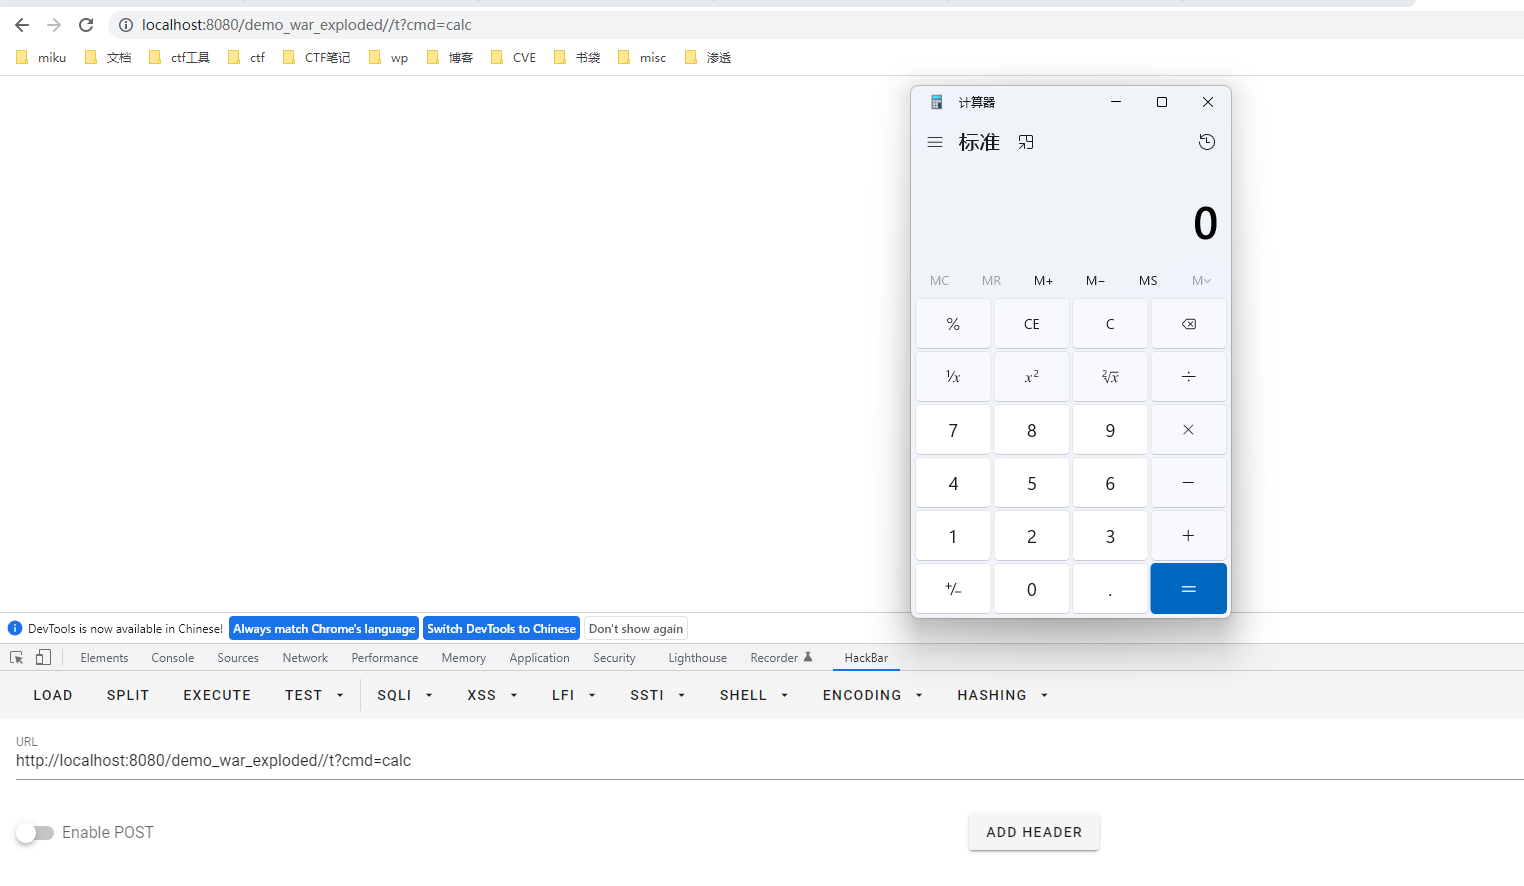 localhost:8080/demo_war_exploded//t?cmd=calc
miku 文档 ctf工具 ctf CTF笔记 wp 博客 CVE 书袋 misc 渗透
计算器
标准
0
MC MR M+ M− MS M
% CE C
¹⁄x x² ²√x ÷
7 8 9 ×
4 5 6 −
1 2 3 +
+/− 0 . =
DevTools is now available in Chinese! Always match Chrome's language Switch DevTools to Chinese Don't show again
Elements Console Sources Network Performance Memory Application Security Lighthouse Recorder HackBar
LOAD SPLIT EXECUTE TEST SQLI XSS LFI SSTI SHELL ENCODING HASHING
URL
http://localhost:8080/demo_war_exploded//t?cmd=calc
Enable POST ADD HEADER